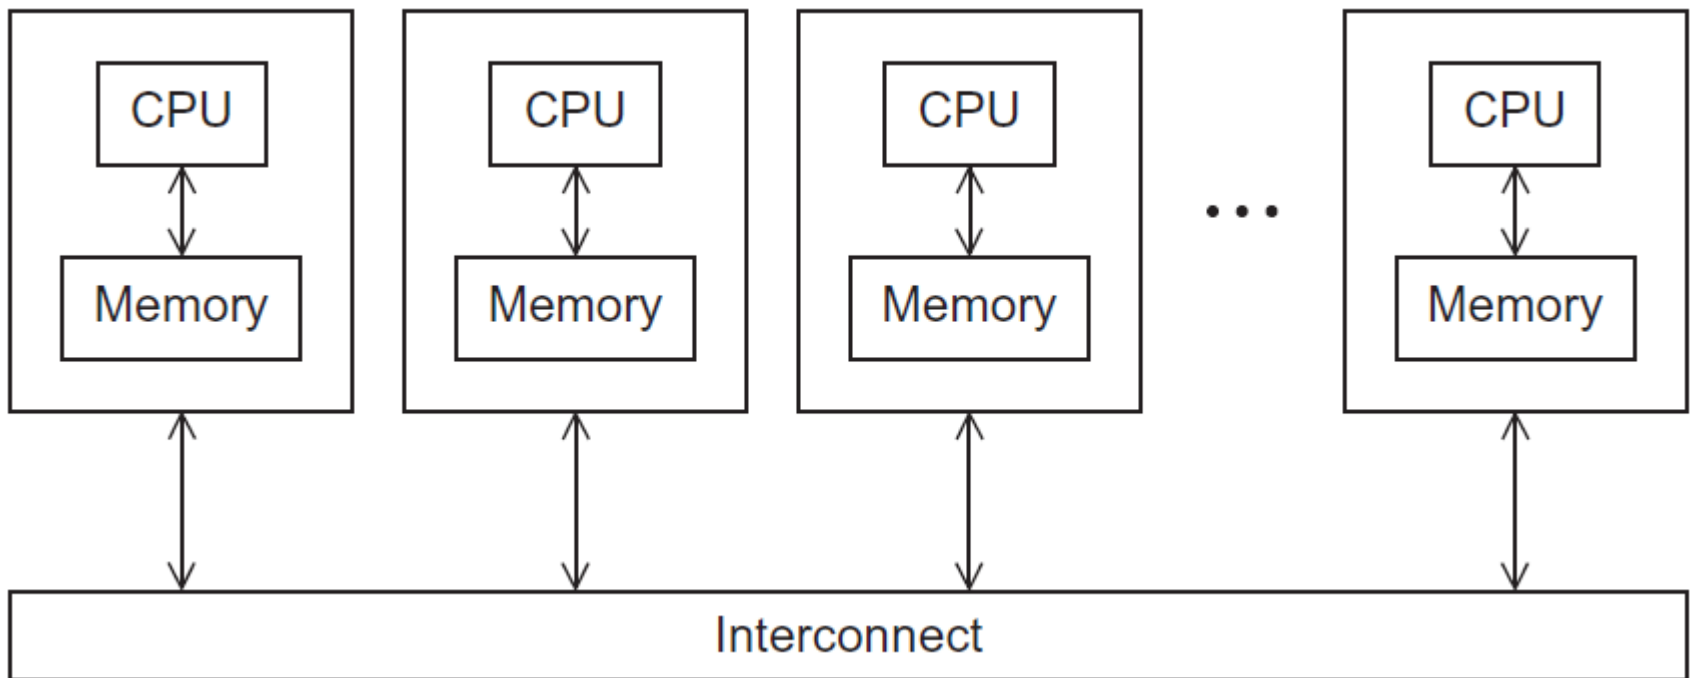 CPU CPU CPU CPU
Memory Memory Memory • • • Memory
Interconnect